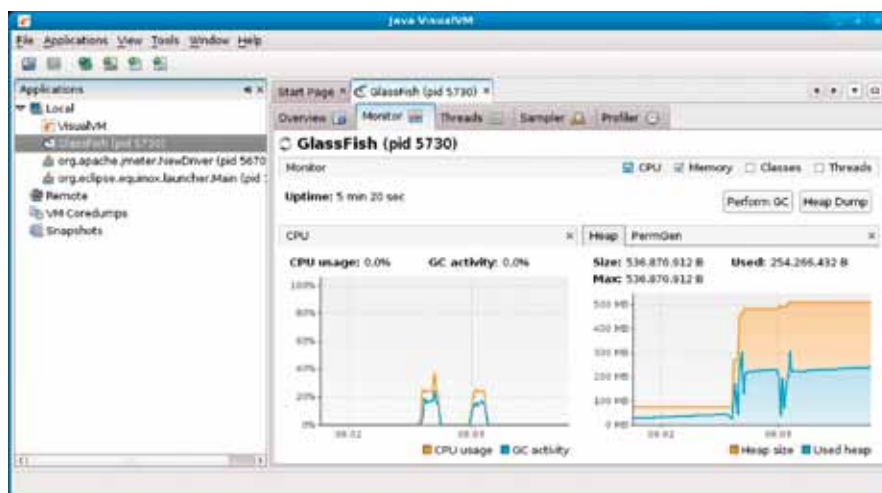 Java VisualVM
File Applications View Tools Window Help
Applications
Start Page
GlassFish (pid 5730)
Local
VisualVM
GlassFish (pid 5730)
org.apache.jmeter.NewDriver (pid 5670
org.eclipse.equinox.launcher.Main (pid
Remote
VM Coredumps
Snapshots
Overview Monitor Threads Sampler Profiler
GlassFish (pid 5730)
Monitor CPU Memory Classes Threads
Uptime: 5 min 20 sec
Perform GC Heap Dump
CPU
CPU usage: 0.0% GC activity: 0.0%
100%
80%
60%
40%
20%
0%
CPU usage GC activity
Heap PermGen
Size: 536.870.912 B Used: 254.266.432 B
Max: 536.870.912 B
500 MB
400 MB
300 MB
200 MB
100 MB
0 MB
Heap size Used heap